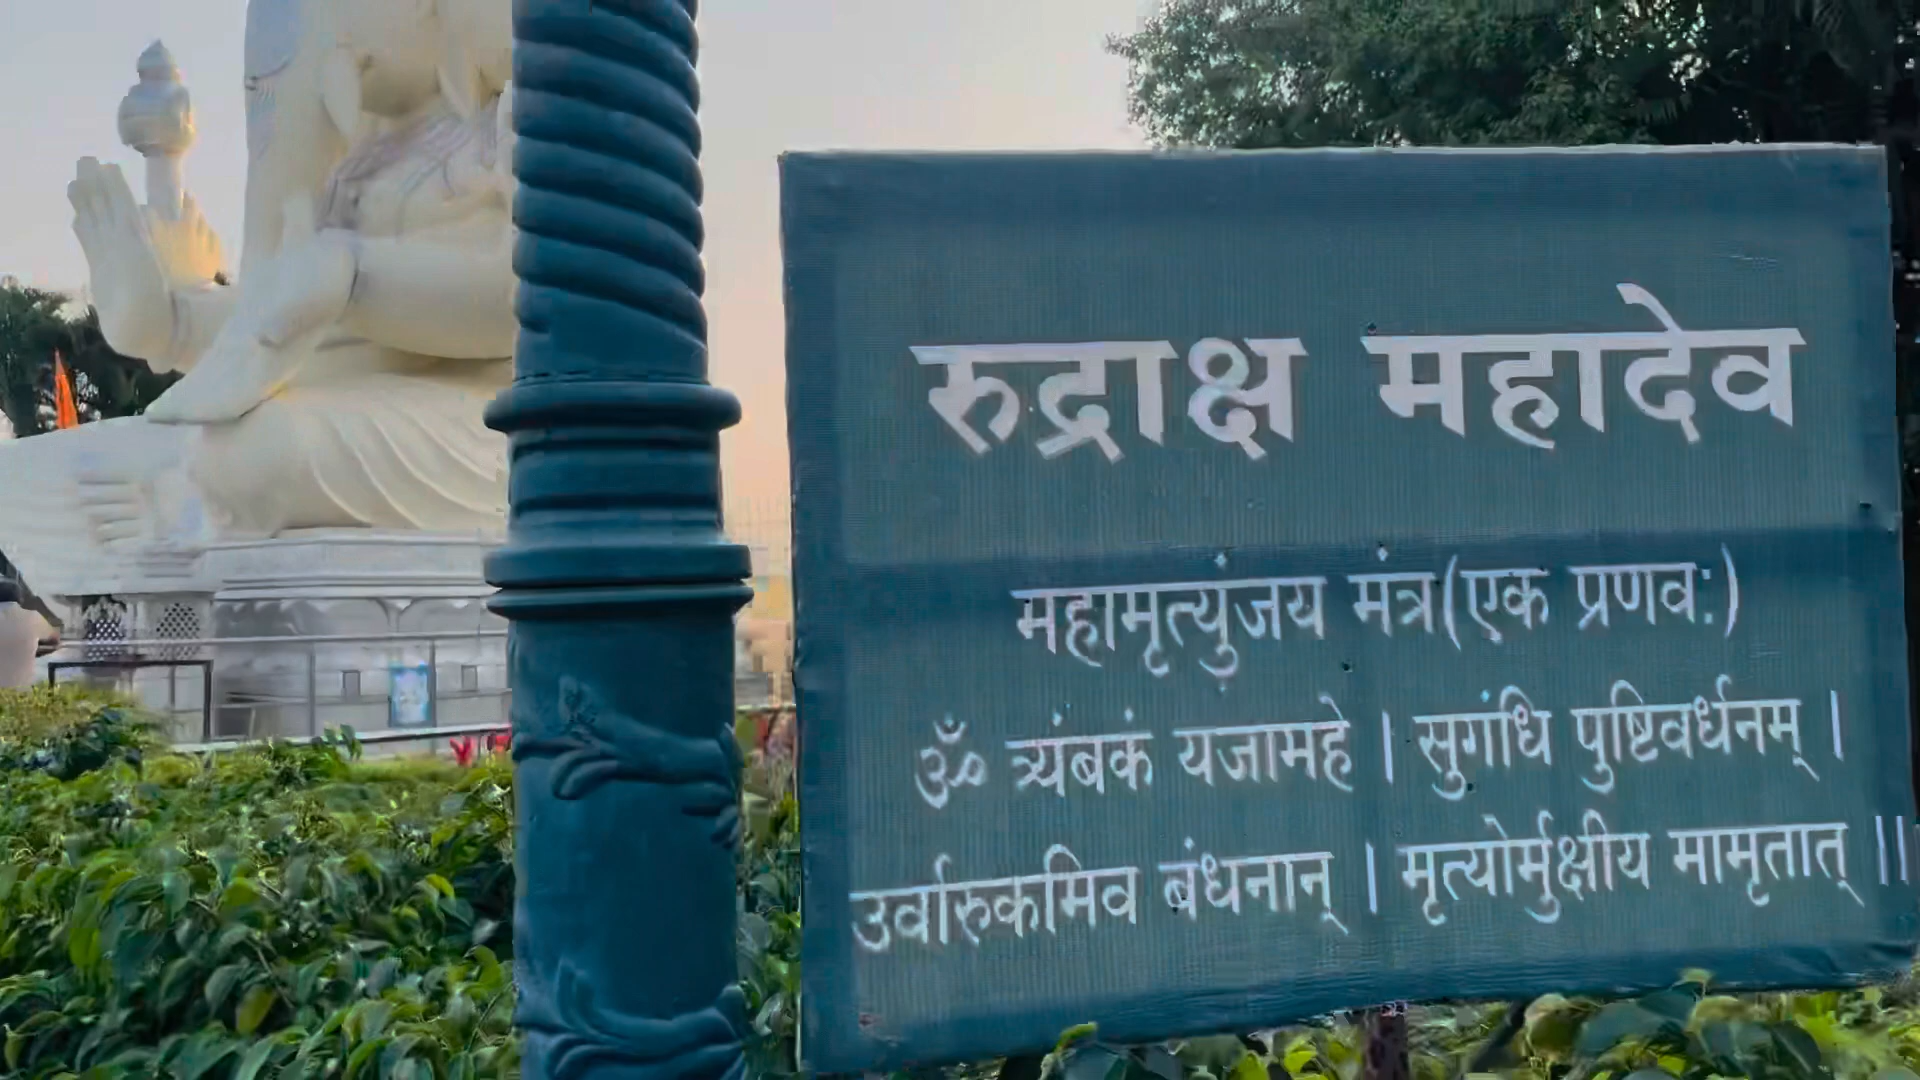 रुद्राक्ष महादेव
महामृत्युंजय मंत्र(एक प्रणव:)
ॐ त्र्यंबकं यजामहे । सुगंधि पुष्टिवर्धनम् ।
उर्वारुकमिव बंधनान् । मृत्योर्मुक्षीय मामृतात् ॥